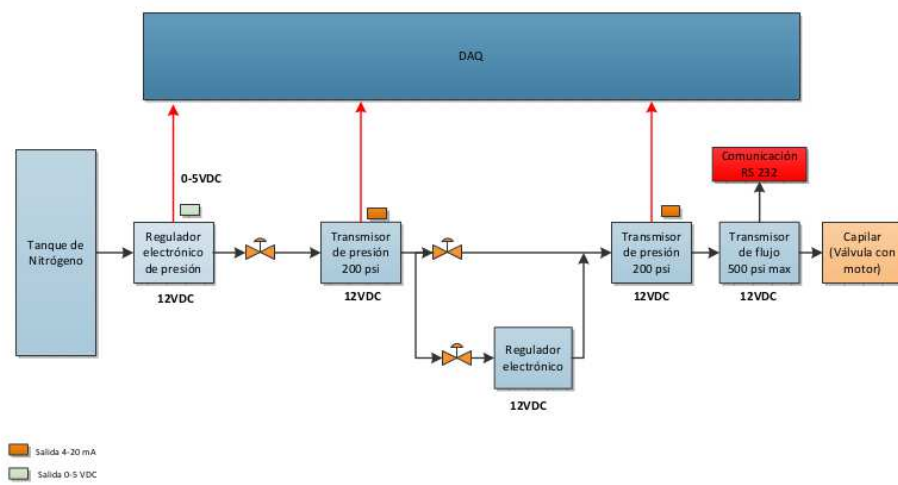 DAQ
0-5VDC
Comunicación
RS 232
Tanque de
Nitrógeno
Regulador
electrónico
de presión
12VDC
Transmisor
de presión
200 psi
12VDC
Transmisor
de presión
200 psi
12VDC
Transmisor
de flujo
500 psi max
12VDC
Capilar
(Válvula con
motor)
Regulador
electrónico
12VDC
Salida 4-20 mA
Salida 0-5 VDC